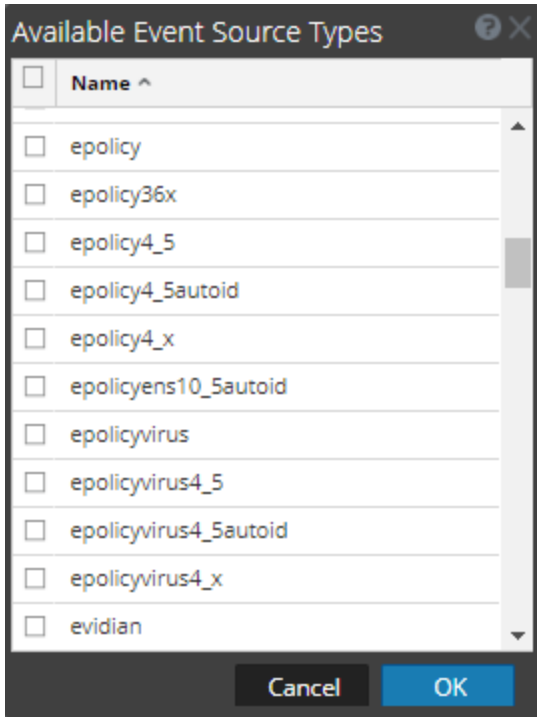 Available Event Source Types
Name
epolicy
epolicy36x
epolicy4_5
epolicy4_5autoid
epolicy4_x
epolicyens10_5autoid
epolicyvirus
epolicyvirus4_5
epolicyvirus4_5autoid
epolicyvirus4_x
evidian
Cancel OK